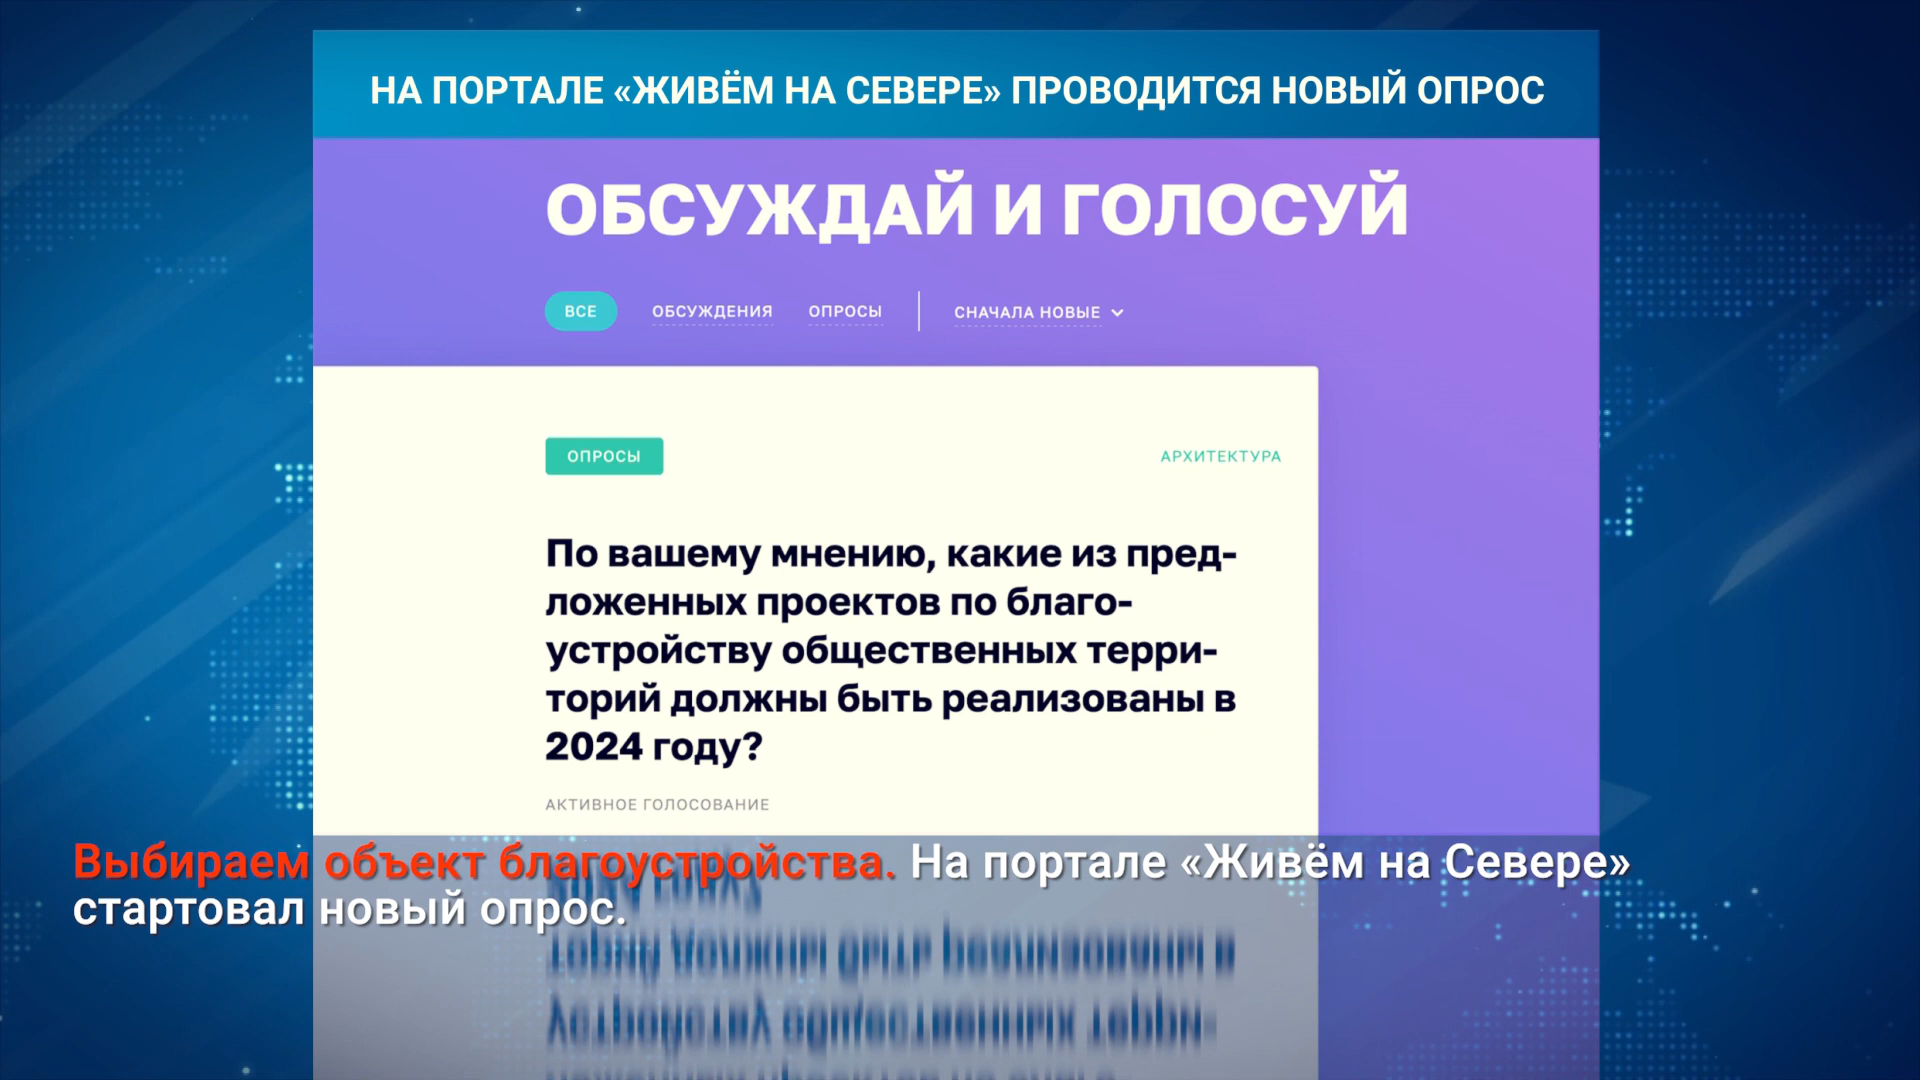 НА ПОРТАЛЕ «ЖИВЁМ НА СЕВЕРЕ» ПРОВОДИТСЯ НОВЫЙ ОПРОС
ОБСУЖДАЙ И ГОЛОСУЙ
ВСЕ ОБСУЖДЕНИЯ ОПРОСЫ СНАЧАЛА НОВЫЕ
ОПРОСЫ АРХИТЕКТУРА
По вашему мнению, какие из пред-
ложенных проектов по благо-
устройству общественных терри-
торий должны быть реализованы в
2024 году?
АКТИВНОЕ ГОЛОСОВАНИЕ
Выбираем объект благоустройства. На портале «Живём на Севере»
стартовал новый опрос.